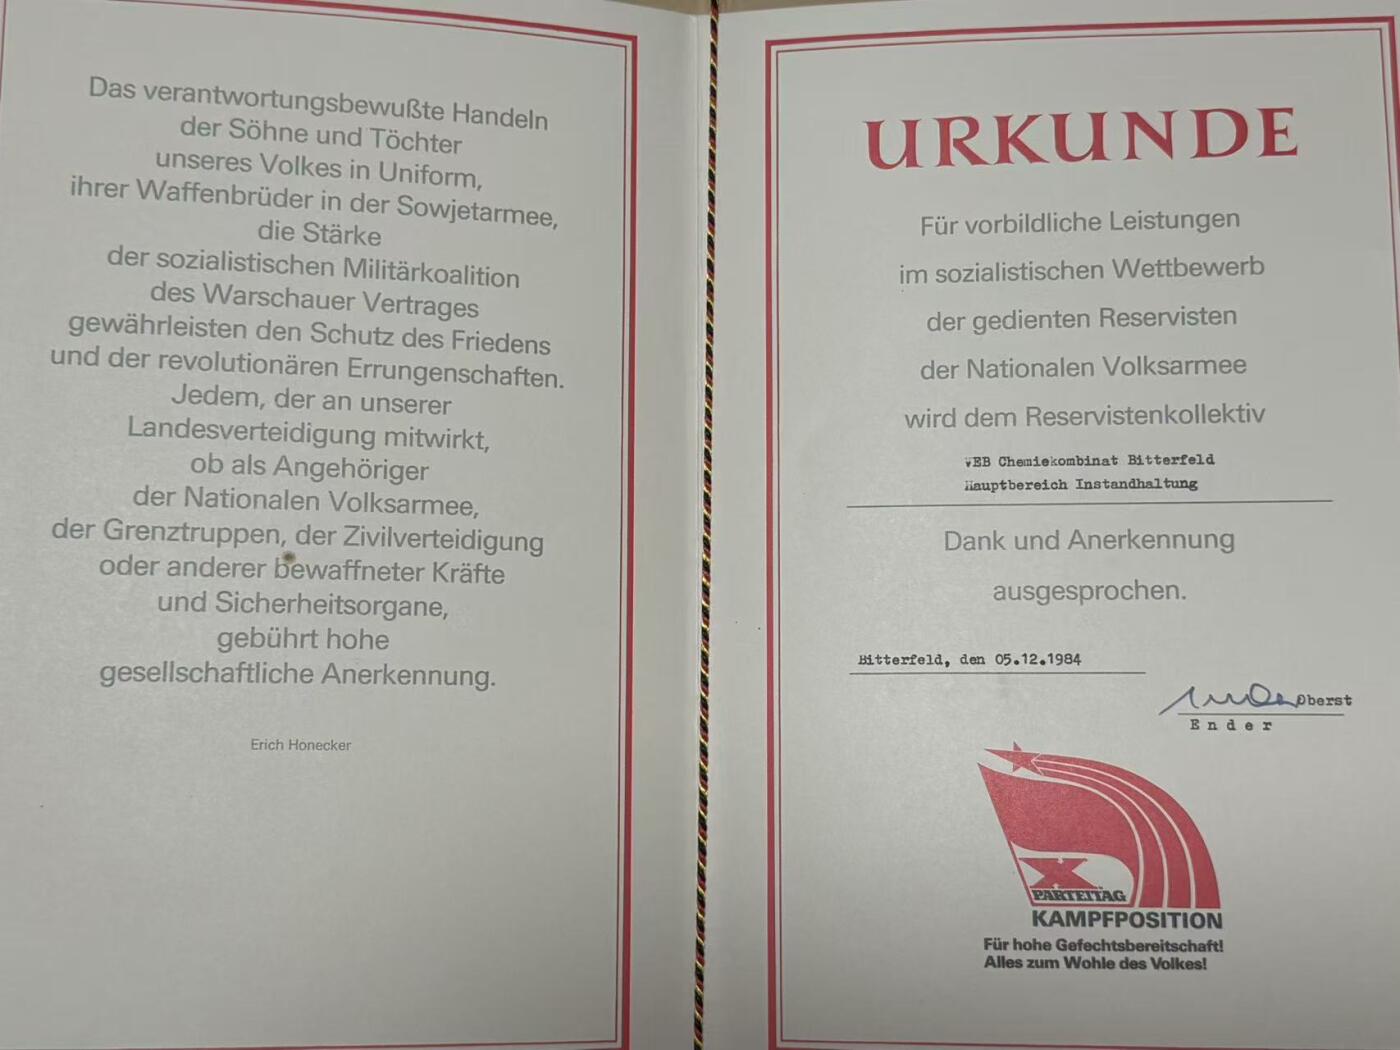 Das verantwortungsbewußte Handeln
der Söhne und Töchter
unseres Volkes in Uniform,
ihrer Waffenbrüder in der Sowjetarmee,
die Stärke
der sozialistischen Militärkoalition
des Warschauer Vertrages
gewährleisten den Schutz des Friedens
und der revolutionären Errungenschaften.
Jedem, der an unserer
Landesverteidigung mitwirkt,
ob als Angehöriger
der Nationalen Volksarmee,
der Grenztruppen, der Zivilverteidigung
oder anderer bewaffneter Kräfte
und Sicherheitsorgane,
gebührt hohe
gesellschaftliche Anerkennung.
Erich Honecker
URKUNDE
Für vorbildliche Leistungen
im sozialistischen Wettbewerb
der gedienten Reservisten
der Nationalen Volksarmee
wird dem Reservistenkollektiv
VEB Chemiekombinat Bitterfeld
Hauptbereich Instandhaltung
Dank und Anerkennung
ausgesprochen.
Bitterfeld, den 05.12.1984
Oberst
Ender
X
PARTEITAG
KAMPFPOSITION
Für hohe Gefechtsbereitschaft!
Alles zum Wohle des Volkes!